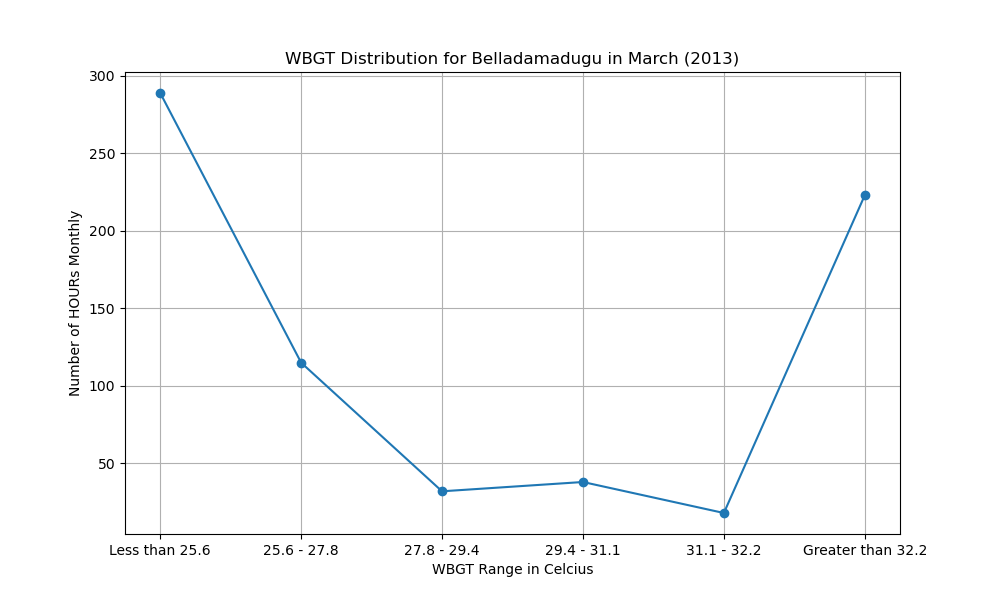 WBGT Distribution for Belladamadugu in March (2013)
Number of HOURs Monthly
300
250
200
150
100
50
Less than 25.6
25.6 - 27.8
27.8 - 29.4
29.4 - 31.1
31.1 - 32.2
Greater than 32.2
WBGT Range in Celcius